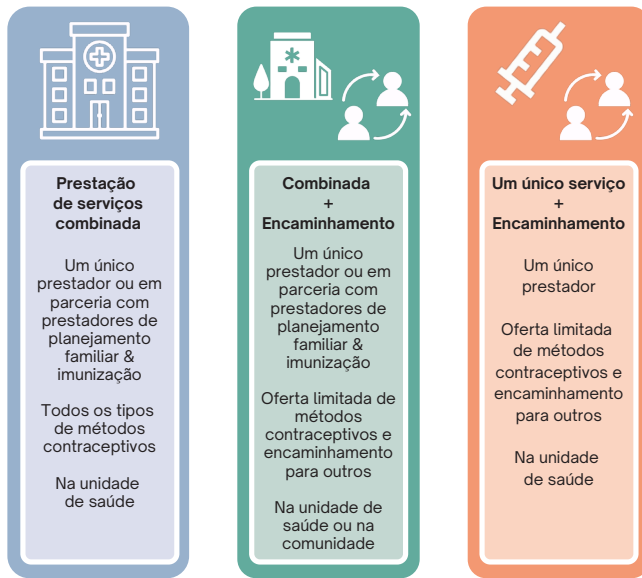 Prestação
de serviços
combinada
Um único
prestador ou em
parceria com
prestadores de
planejamento
familiar &
imunização
Todos os tipos
de métodos
contraceptivos
Na unidade
de saúde
Combinada
+
Encaminhamento
Um único
prestador ou em
parceria com
prestadores de
planejamento
familiar &
imunização
Oferta limitada de
métodos
contraceptivos e
encaminhamento
para outros
Na unidade de
saúde ou na
comunidade
Um único serviço
+
Encaminhamento
Um único
prestador
Oferta limitada
de métodos
contraceptivos e
encaminhamento
para outros
Na unidade
de saúde